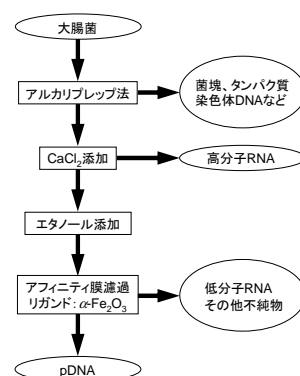 大腸菌
アルカリプレップ法
菌塊、タンパク質
染色体DNAなど
CaCl₂添加
高分子RNA
エタノール添加
アフィニティ膜濾過
リガンド：α-Fe₂O₃
低分子RNA
その他不純物
pDNA